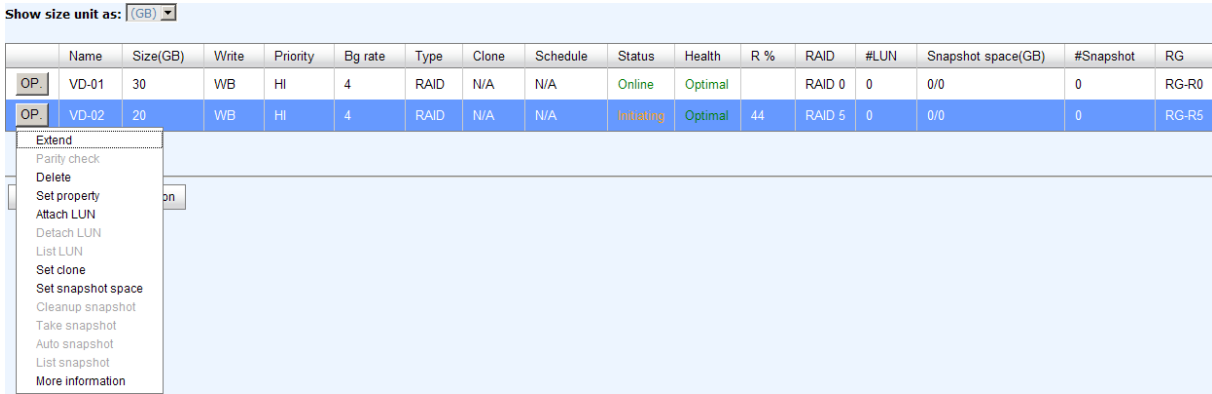 Show size unit as: (GB)
Name Size(GB) Write Priority Bg rate Type Clone Schedule Status Health R % RAID #LUN Snapshot space(GB) #Snapshot RG
OP. VD-01 30 WB HI 4 RAID N/A N/A Online Optimal RAID 0 0 0/0 0 RG-R0
OP. VD-02 20 WB HI 4 RAID N/A N/A Initiating Optimal 44 RAID 5 0 0/0 0 RG-R5
Extend
Parity check
Delete
Set property
on
Attach LUN
Detach LUN
List LUN
Set clone
Set snapshot space
Cleanup snapshot
Take snapshot
Auto snapshot
List snapshot
More information